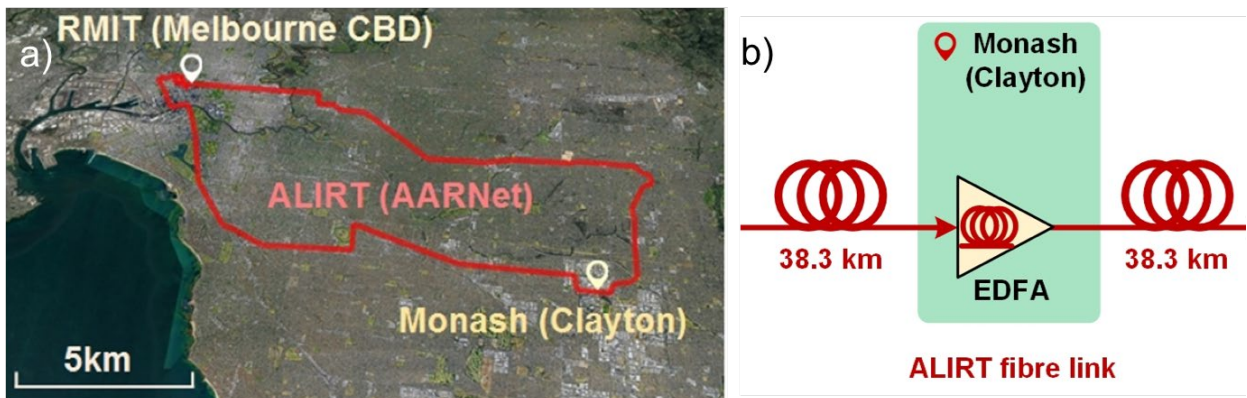 a)
RMIT (Melbourne CBD)
ALIRT (AARNet)
Monash (Clayton)
5km
b)
Monash
(Clayton)
38.3 km
EDFA
38.3 km
ALIRT fibre link